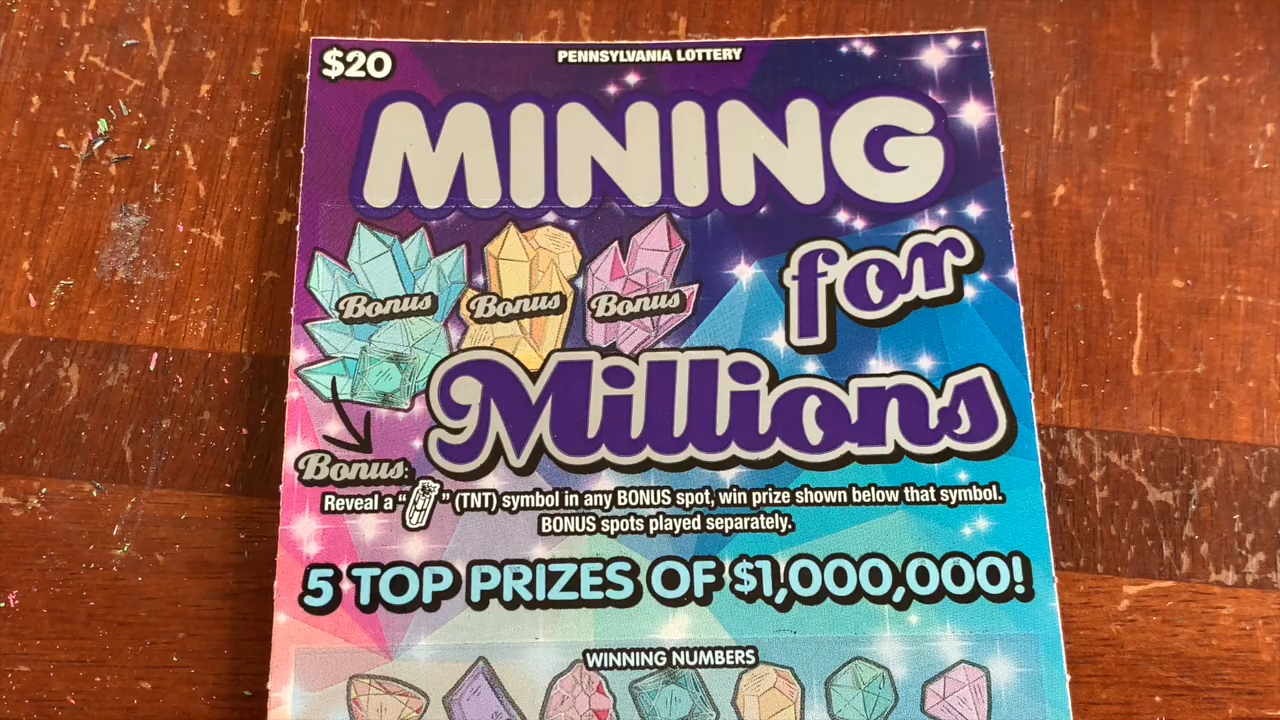 $20
PENNSYLVANIA LOTTERY
MINING
for
Millions
Bonus Bonus Bonus
Bonus:
Reveal a " " (TNT) symbol in any BONUS spot, win prize shown below that symbol.
BONUS spots played separately.
5 TOP PRIZES OF $1,000,000!
WINNING NUMBERS